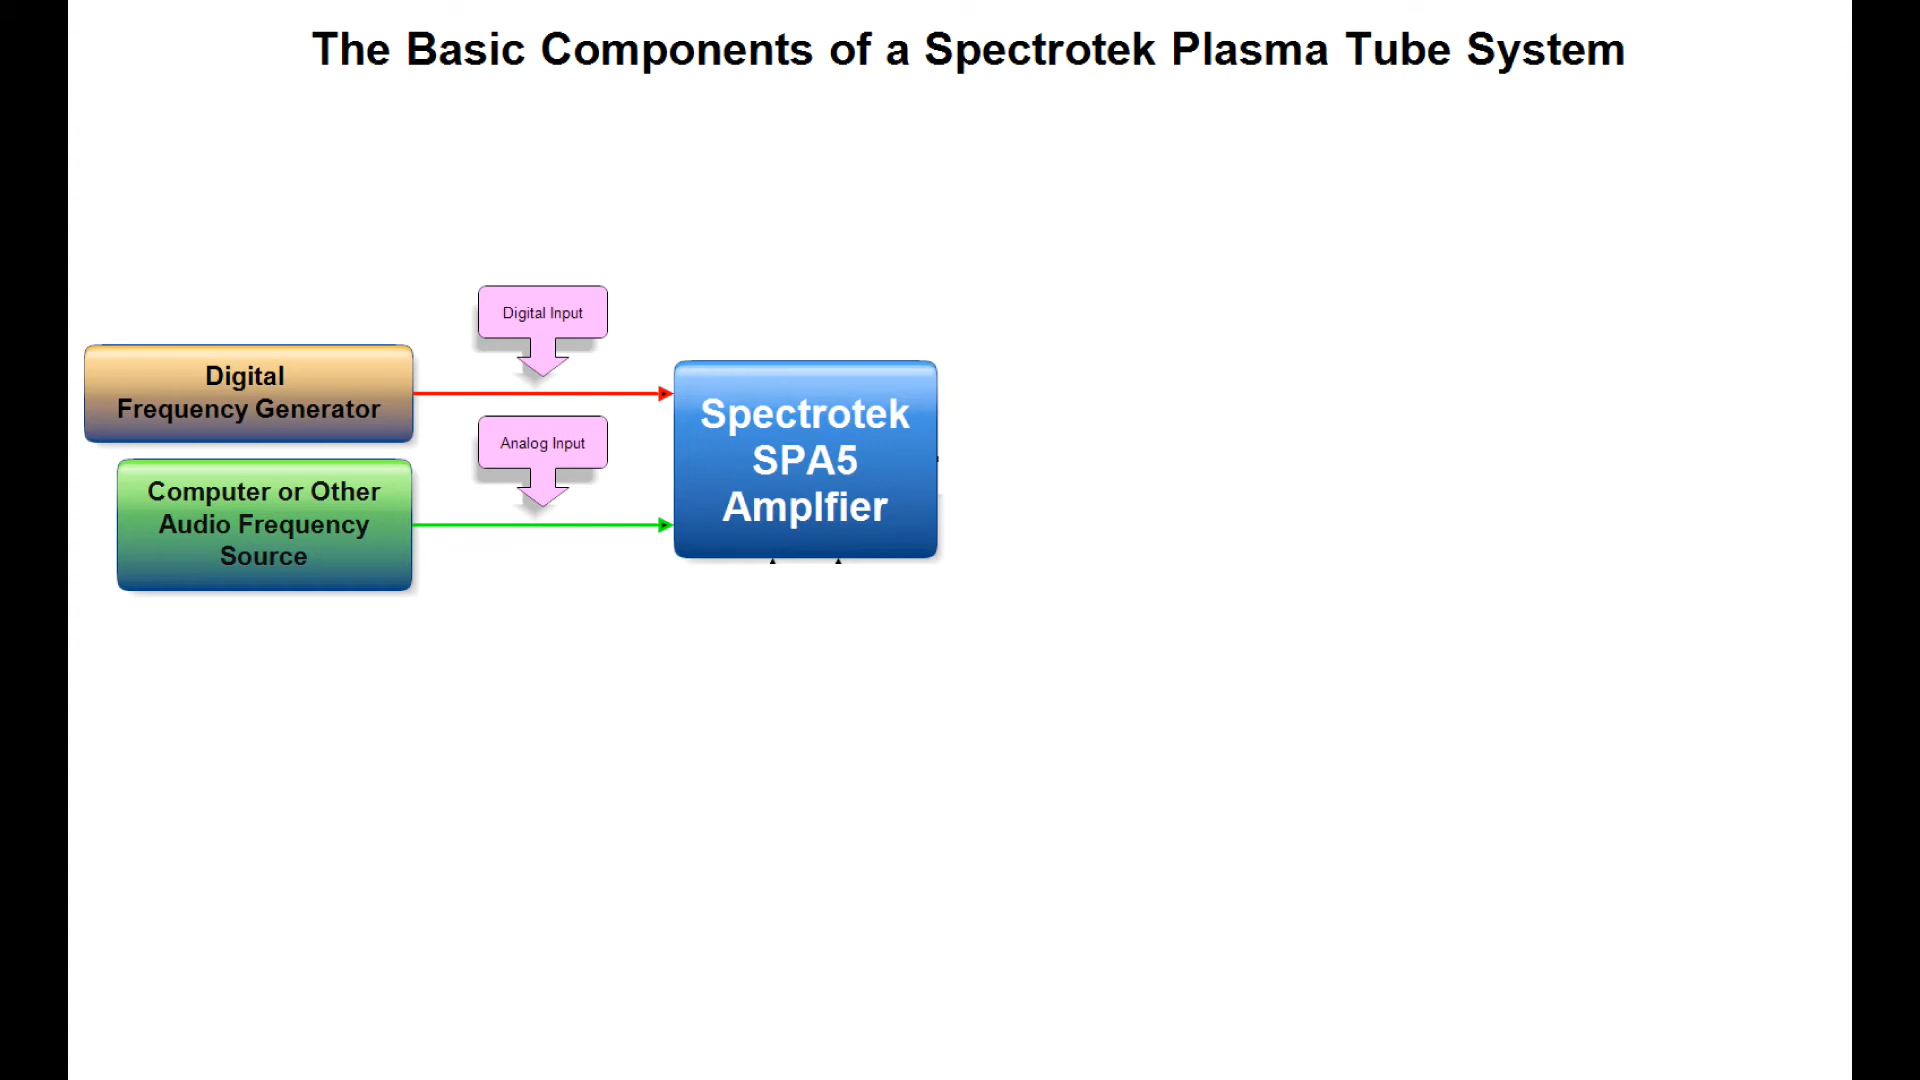 The Basic Components of a Spectrotek Plasma Tube System
Digital Input
Digital
Frequency Generator
Analog Input
Computer or Other
Audio Frequency
Source
Spectrotek
SPA5
Amplfier